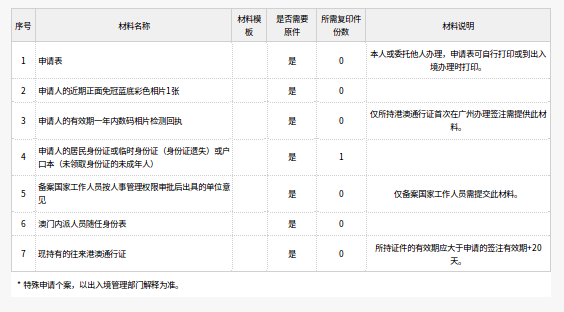 序号 材料名称 材料模板 是否需要原件 所需复印件份数 材料说明
1 申请表 是 0 本人或委托他人办理，申请表可自行打印或到出入境办理时打印。
2 申请人的近期正面免冠蓝底彩色相片1张 是 0
3 申请人的有效期一年内数码相片检测回执 是 0 仅所持港澳通行证首次在广州办理签注需提供此材料。
4 申请人的居民身份证或临时身份证（身份证遗失）或户口本（未领取身份证的未成年人） 是 1
5 备案国家工作人员按人事管理权限审批后出具的单位意见 是 0 仅备案国家工作人员需提交此材料。
6 澳门内派人员随任身份表 是 0
7 现持有的往来港澳通行证 是 0 所持证件的有效期应大于申请的签注有效期+20天。
* 特殊申请个案，以出入境管理部门解释为准。